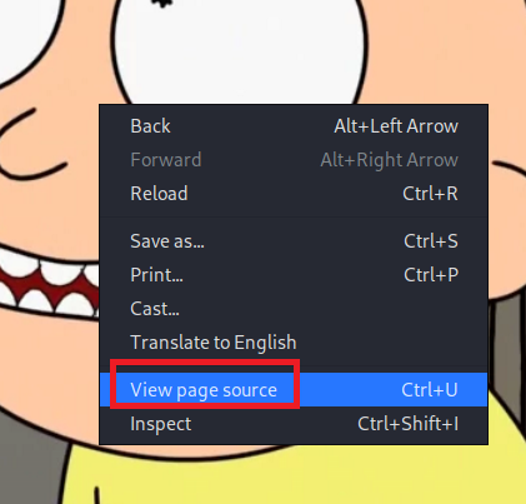 Back Alt+Left Arrow
Forward Alt+Right Arrow
Reload Ctrl+R
Save as... Ctrl+S
Print... Ctrl+P
Cast...
Translate to English
View page source Ctrl+U
Inspect Ctrl+Shift+I